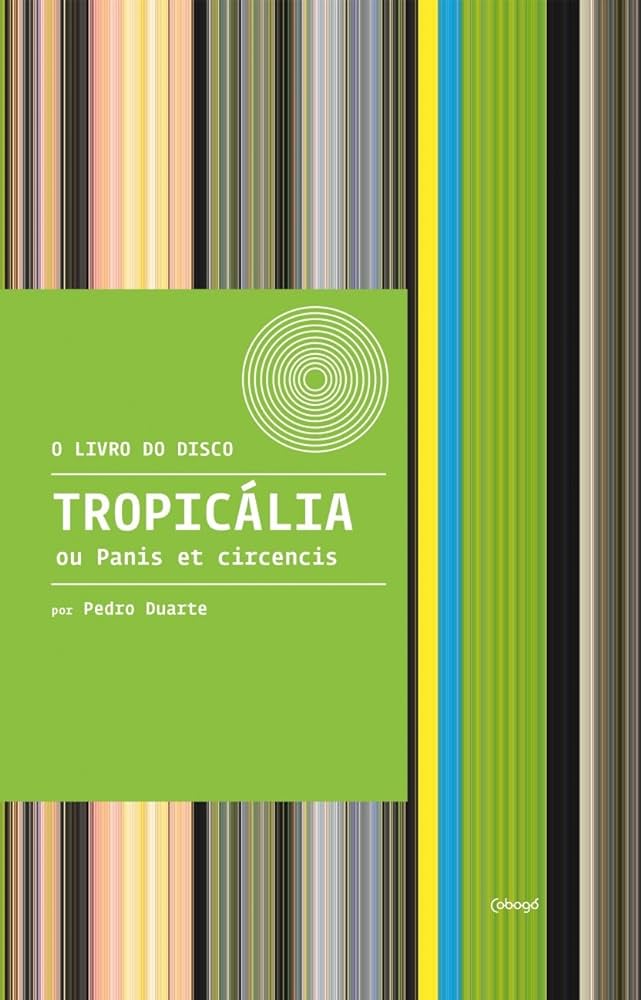 O LIVRO DO DISCO
TROPICÁLIA
ou Panis et circencis
por Pedro Duarte
Cobogó